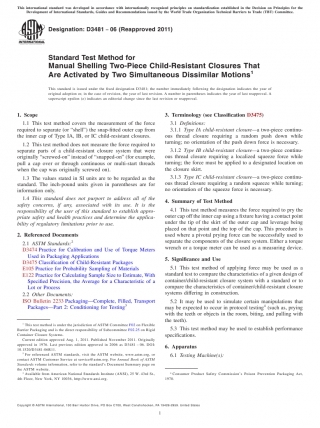 This international standard was developed in accordance with internationally recognized principles on standardization established in the Decision on Principles for the
Development of International Standards, Guides and Recommendations issued by the World Trade Organization Technical Barriers to Trade (TBT) Committee.
Designation: D3481 − 06 (Reapproved 2011)
Standard Test Method for
Manual Shelling Two-Piece Child-Resistant Closures That
Are Activated by Two Simultaneous Dissimilar Motions1
This standard is issued under the fixed designation D3481; the number immediately following the designation indicates the year of
original adoption or, in the case of revision, the year of last revision. A number in parentheses indicates the year of last reapproval. A
superscript epsilon (ε) indicates an editorial change since the last revision or reapproval.
1. Scope
1.1 This test method covers the measurement of the force
required to separate (or “shell”) the snap-fitted outer cap from
the inner cap of Type IA, IB, or IC child-resistant closures.
1.2 This test method does not measure the force required to
separate parts of a closure system that were
originally “screwed-on” instead of “snapped-on” (for example,
pull a cap over or through continuous or multi-start threads
when the cap was originally screwed on).
1.3 The values stated in SI units are to be regarded as the
standard. The inch-pound units given in parentheses are for
information only.
1.4 This standard does not purport to address all of the
safety concerns, if any, associated with its use. It is the
responsibility of the user of this standard to establish appro-
priate safety and health practices and determine the applica-
bility of regulatory limitations prior to use.
2. Referenced Documents
2.1 ASTM Standards:2
D3474 Practice for Calibration and Use of Torque Meters
Used in Packaging Applications
D3475 Classification of Child-Resistant Packages
E105 Practice for Probability Sampling of Materials
E122 Practice for Calculating Sample Size to Estimate, With
Specified Precision, the Average for a Characteristic of a
Lot or Process
2.2 Other Documents:
ISO Bolletic 2233 Packaging—Complete, Filled, Transport
Packages—Part 2: Conditioning for Testing3
1 This test method is under the jurisdiction of ASTM Committee F02 on Flexible
Barrier Packaging and is the direct responsibility of Subcommittee on Rigid
Container Closure Systems.
Current edition approved Aug. 1, 2011. Published November 2011. Originally
approved in 1976. Last previous edition approved in 2006 as D3481 – 06. DOI:
2 For referenced ASTM standards, visit the ASTM website, www.astm.org, or
contact ASTM Customer Service at service@astm.org. For Annual Book of ASTM
Standards volume information, refer to the standard’s Document Summary page on
the ASTM website.
3 Available from American National Standards Institute (ANSI), 25 W. 43rd St.,
4th Floor, New York, NY 10036, http://www.ansi.org.
3. Terminology (see Classification D3475)
3.1 Definitions:
3.1.1 Type IA child-resistant closure—a two-piece continu-
ous thread closure requiring a random push down while
turning; no orientation of the push down force is necessary.
3.1.2 Type IB child-resistant closure—a two-piece continu-
ous thread closure requiring a localized squeeze force while
turning; the force must be applied to a designated location on
the closure skirt.
3.1.3 Type IC child-resistant closure—a two-piece continu-
ous thread closure requiring a random squeeze while turning;
no orientation of the squeeze force is necessary.
4. Summary of Test Method
4.1 This test method measures the force required to pry the
outer cap off the inner cap using a fixture having a contact point
under the tip of the skirt of the outer cap and leverage being
placed on that point and the top of the cap. This procedure is
used where a pivotal prying force can be successfully used to
separate the components of the closure system. Either a torque
wrench or a torque meter can be used as a measuring device.
5. Significance and Use
5.1 This test method of applying force may be used as a
standard test to compare the characteristics of a given design of
container/child-resistant closure system with a standard or to
compare the characteristics of container/child-resistant closure
systems differing in construction.
5.2 It may be used to simulate certain manipulations that
may be expected to occur in protocol testing1 (such as, prying
with the teeth or objects in the room, biting, and pulling with
the teeth).
5.3 This test method may be used to establish performance
specifications.
6. Apparatus
6.1 Testing Machine(s):
Consumer Product Safety Commission’s Poison Prevention Packaging Act,
1970.
Copyright © ASTM International, 100 Barr Harbor Drive, PO Box C700, West Conshohocken, PA 19428-2959. United States
1